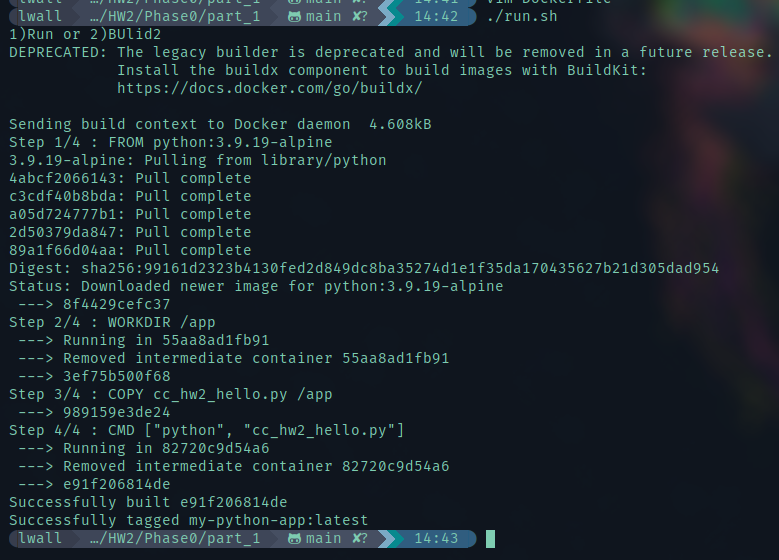 lwall …/HW2/Phase0/part_1 main ✘? 14:41 vim Dockerfile
lwall …/HW2/Phase0/part_1 main ✘? 14:42 ./run.sh
1)Run or 2)BUlid2
DEPRECATED: The legacy builder is deprecated and will be removed in a future release.
Install the buildx component to build images with BuildKit:
https://docs.docker.com/go/buildx/
Sending build context to Docker daemon  4.608kB
Step 1/4 : FROM python:3.9.19-alpine
3.9.19-alpine: Pulling from library/python
4abcf2066143: Pull complete
c3cdf40b8bda: Pull complete
a05d724777b1: Pull complete
2d50379da847: Pull complete
89a1f66d04aa: Pull complete
Digest: sha256:99161d2323b4130fed2d849dc8ba35274d1e1f35da170435627b21d305dad954
Status: Downloaded newer image for python:3.9.19-alpine
---> 8f4429cefc37
Step 2/4 : WORKDIR /app
---> Running in 55aa8ad1fb91
---> Removed intermediate container 55aa8ad1fb91
---> 3ef75b500f68
Step 3/4 : COPY cc_hw2_hello.py /app
---> 989159e3de24
Step 4/4 : CMD ["python", "cc_hw2_hello.py"]
---> Running in 82720c9d54a6
---> Removed intermediate container 82720c9d54a6
---> e91f206814de
Successfully built e91f206814de
Successfully tagged my-python-app:latest
lwall …/HW2/Phase0/part_1 main ✘? 14:43